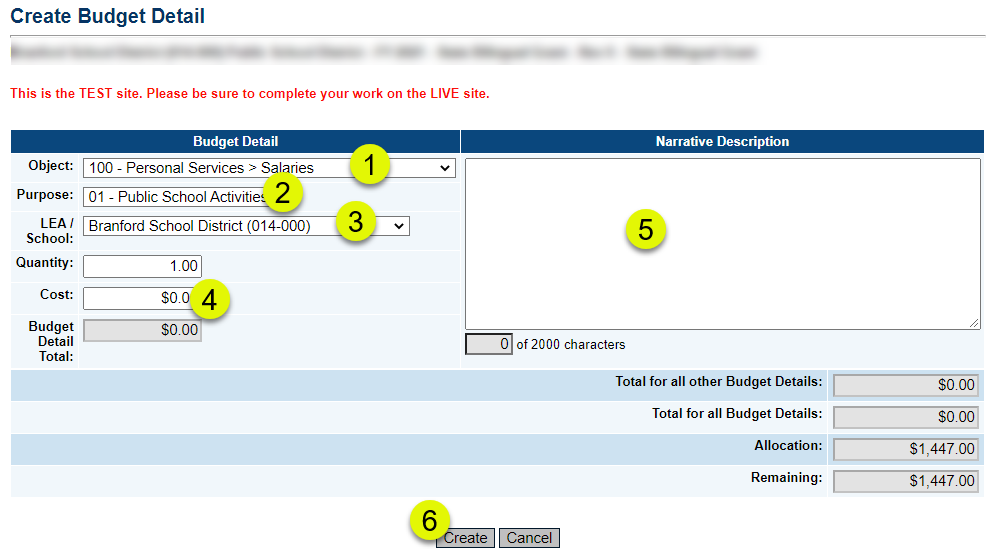 Create Budget Detail
This is the TEST site. Please be sure to complete your work on the LIVE site.
Budget Detail
Narrative Description
Object: 100 - Personal Services > Salaries 1
Purpose: 01 - Public School Activities 2
LEA / School: Branford School District (014-000) 3
5
Quantity: 1.00
Cost: $0.0 4
Budget Detail Total: $0.00
0 of 2000 characters
Total for all other Budget Details: $0.00
Total for all Budget Details: $0.00
Allocation: $1,447.00
Remaining: $1,447.00
6 Create Cancel